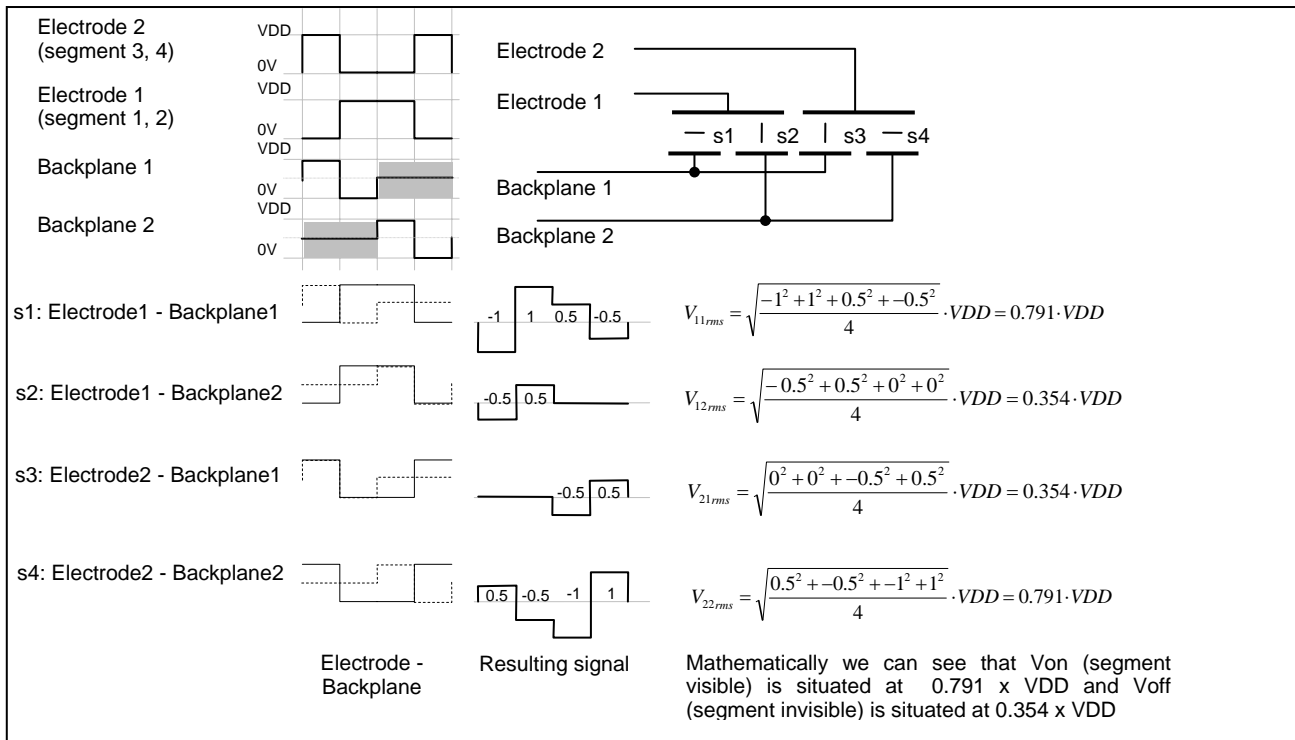 Electrode 2
(segment 3, 4)
VDD
0V
Electrode 1
(segment 1, 2)
VDD
0V
Backplane 1
VDD
0V
Backplane 2
VDD
0V
Electrode 2
Electrode 1
s1 s2 s3 s4
Backplane 1
Backplane 2
s1: Electrode1 - Backplane1
-1 1 0.5 -0.5
V₁₁rms = √((-1² + 1² + 0.5² + -0.5²)/4) · VDD = 0.791 · VDD
s2: Electrode1 - Backplane2
-0.5 0.5
V₁₂rms = √((-0.5² + 0.5² + 0² + 0²)/4) · VDD = 0.354 · VDD
s3: Electrode2 - Backplane1
-0.5 0.5
V₂₁rms = √((0² + 0² + -0.5² + 0.5²)/4) · VDD = 0.354 · VDD
s4: Electrode2 - Backplane2
0.5 -0.5 -1 1
V₂₂rms = √((0.5² + -0.5² + -1² + 1²)/4) · VDD = 0.791 · VDD
Electrode -
Backplane
Resulting signal
Mathematically we can see that Von (segment
visible) is situated at 0.791 x VDD and Voff
(segment invisible) is situated at 0.354 x VDD